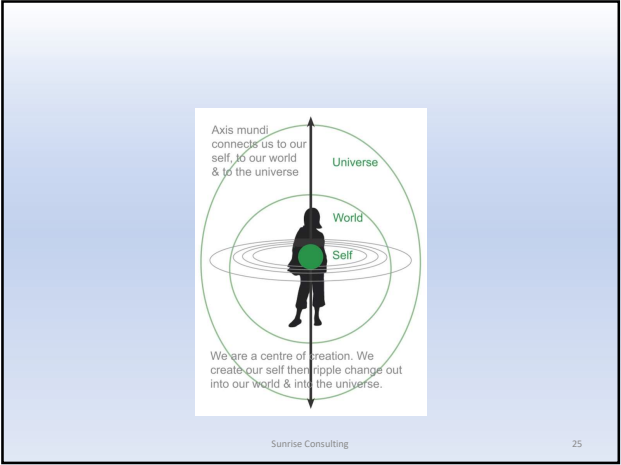 Axis mundi
connects us to our
self, to our world
& to the universe
Universe
World
Self
We are a centre of creation. We
create our self then ripple change out
into our world & into the universe.
Sunrise Consulting
25